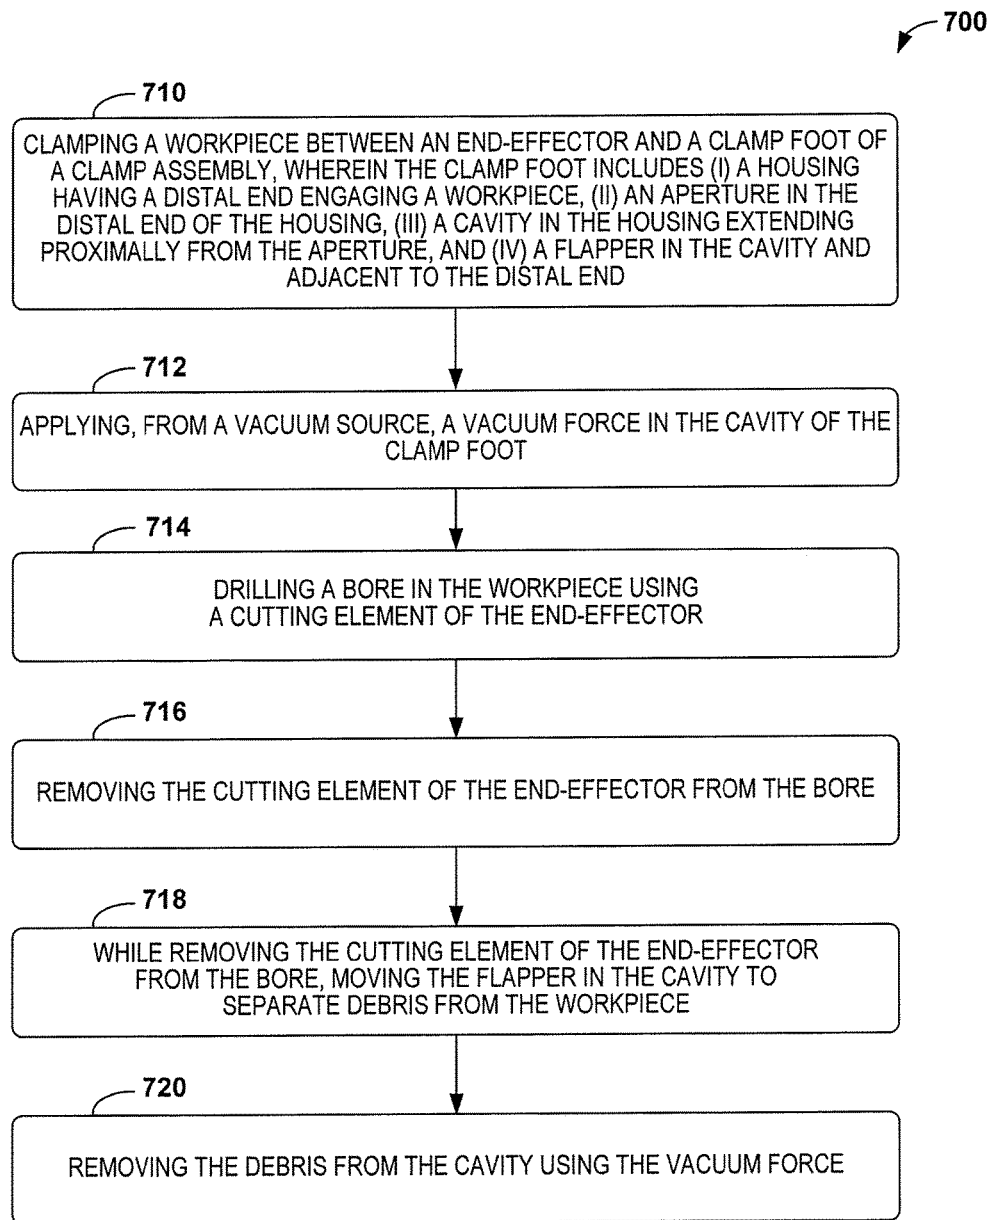 700
710
CLAMPING A WORKPIECE BETWEEN AN END-EFFECTOR AND A CLAMP FOOT OF
A CLAMP ASSEMBLY, WHEREIN THE CLAMP FOOT INCLUDES (I) A HOUSING
HAVING A DISTAL END ENGAGING A WORKPIECE, (II) AN APERTURE IN THE
DISTAL END OF THE HOUSING, (III) A CAVITY IN THE HOUSING EXTENDING
PROXIMALLY FROM THE APERTURE, AND (IV) A FLAPPER IN THE CAVITY AND
ADJACENT TO THE DISTAL END
712
APPLYING, FROM A VACUUM SOURCE, A VACUUM FORCE IN THE CAVITY OF THE
CLAMP FOOT
714
DRILLING A BORE IN THE WORKPIECE USING
A CUTTING ELEMENT OF THE END-EFFECTOR
716
REMOVING THE CUTTING ELEMENT OF THE END-EFFECTOR FROM THE BORE
718
WHILE REMOVING THE CUTTING ELEMENT OF THE END-EFFECTOR
FROM THE BORE, MOVING THE FLAPPER IN THE CAVITY TO
SEPARATE DEBRIS FROM THE WORKPIECE
720
REMOVING THE DEBRIS FROM THE CAVITY USING THE VACUUM FORCE